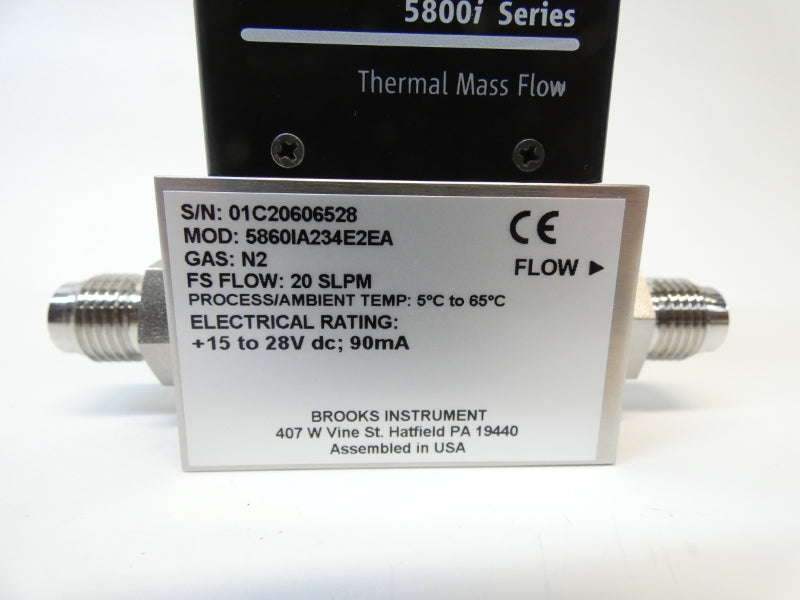 5800i Series
Thermal Mass Flow
S/N: 01C20606528
MOD: 5860IA234E2EA
GAS: N2
FS FLOW: 20 SLPM
PROCESS/AMBIENT TEMP: 5°C to 65°C
ELECTRICAL RATING:
+15 to 28V dc; 90mA
CE
FLOW ►
BROOKS INSTRUMENT
407 W Vine St. Hatfield PA 19440
Assembled in USA